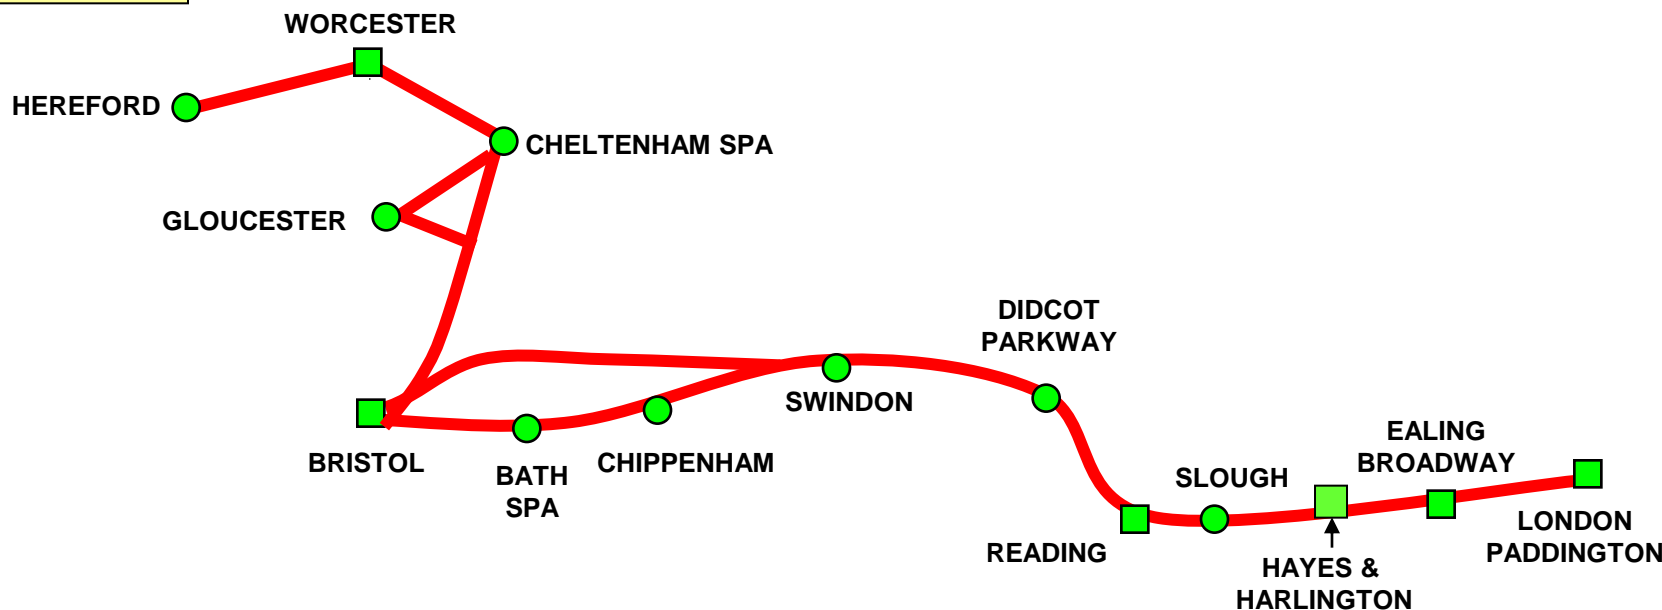 WORCESTER
HEREFORD
CHELTENHAM SPA
GLOUCESTER
DIDCOT
PARKWAY
SWINDON
EALING
BROADWAY
BRISTOL
BATH
SPA
CHIPPENHAM
SLOUGH
READING
LONDON
PADDINGTON
HAYES &
HARLINGTON